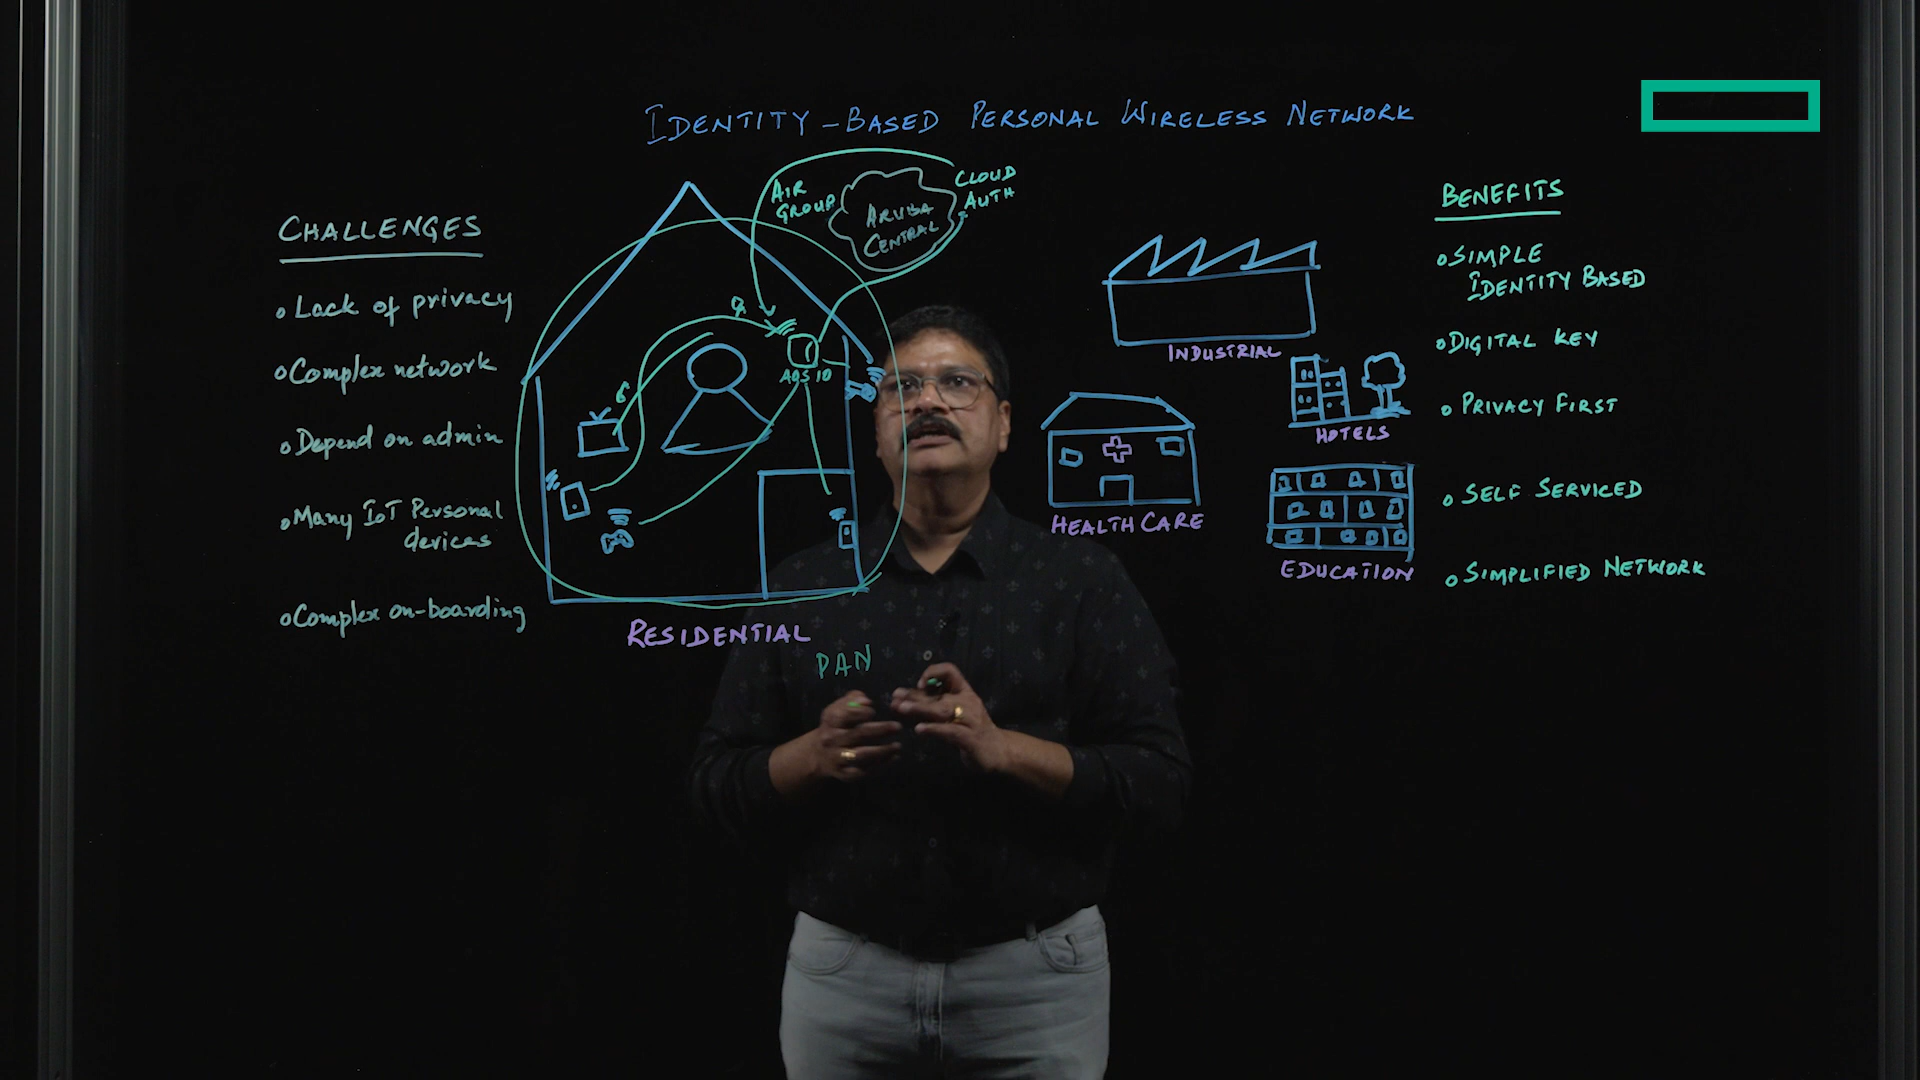 IDENTITY-BASED PERSONAL WIRELESS NETWORK
CHALLENGES
Lack of privacy
Complex network
Depend on admin
Many IoT Personal
devices
Complex on-boarding
AIR
GROUP
ARUBA
CENTRAL
CLOUD
AUTH
AOS 10
RESIDENTIAL
PAN
INDUSTRIAL
HOTELS
HEALTH CARE
EDUCATION
BENEFITS
SIMPLE
IDENTITY BASED
DIGITAL KEY
PRIVACY FIRST
SELF SERVICED
SIMPLIFIED NETWORK